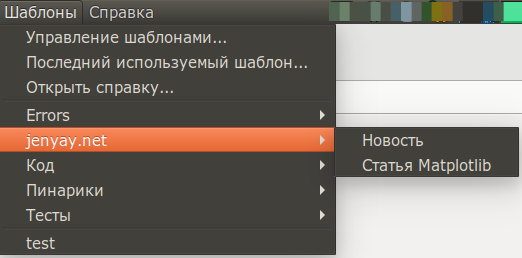 Шаблоны Справка
Управление шаблонами...
Последний используемый шаблон...
Открыть справку...
Errors
jenyay.net
Новость
Код
Статья Matplotlib
Пинарики
Тесты
test